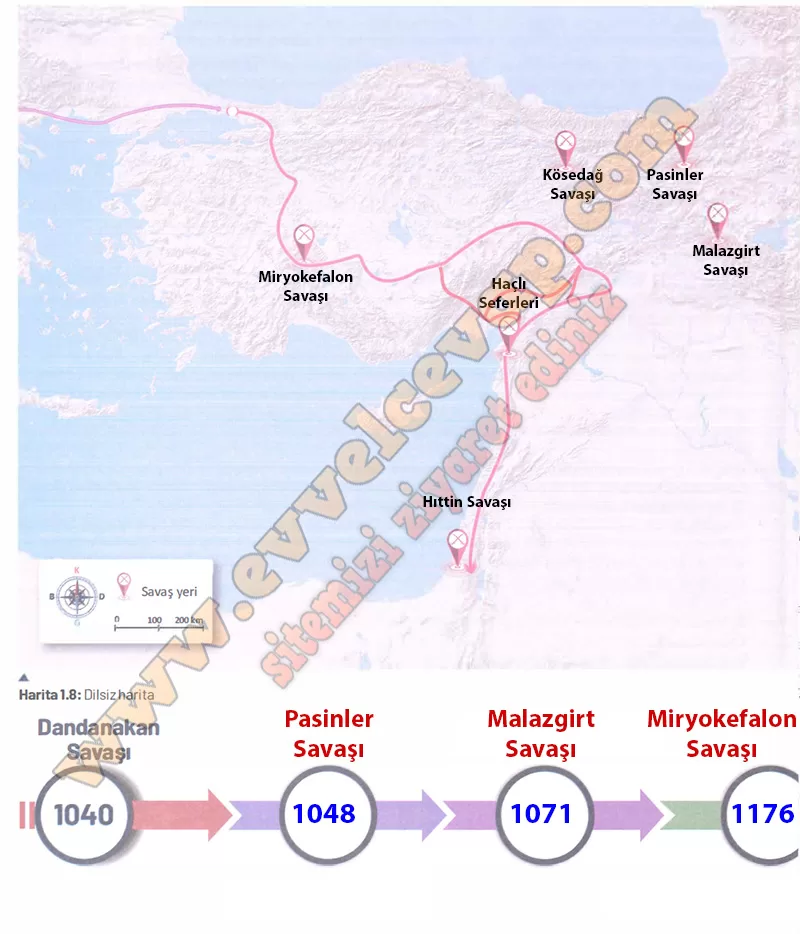 Kösedağ
Savaşı
Pasinler
Savaşı
Malazgirt
Savaşı
Miryokefalon
Savaşı
Haçlı
Seferleri
Hıttin Savaşı
www.evvelcevap.com
sitemizi ziyaret ediniz
K
B
D
G
Savaş yeri
0 100 200 km
Harita 1.8: Dilsiz harita
Dandanakan
Savaşı
Pasinler
Savaşı
Malazgirt
Savaşı
Miryokefalon
Savaşı
1040
1048
1071
1176